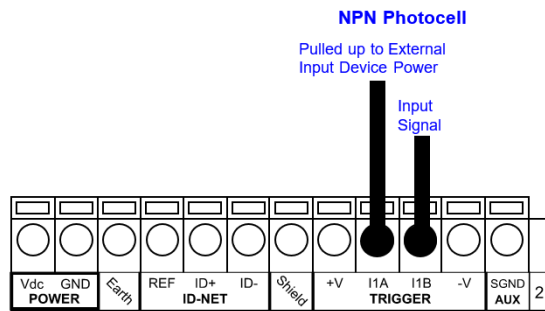 NPN Photocell
Pulled up to External
Input Device Power
Input
Signal
Vdc GND Earth REF ID+ ID- Shield +V I1A I1B -V SGND 2
POWER ID-NET TRIGGER AUX